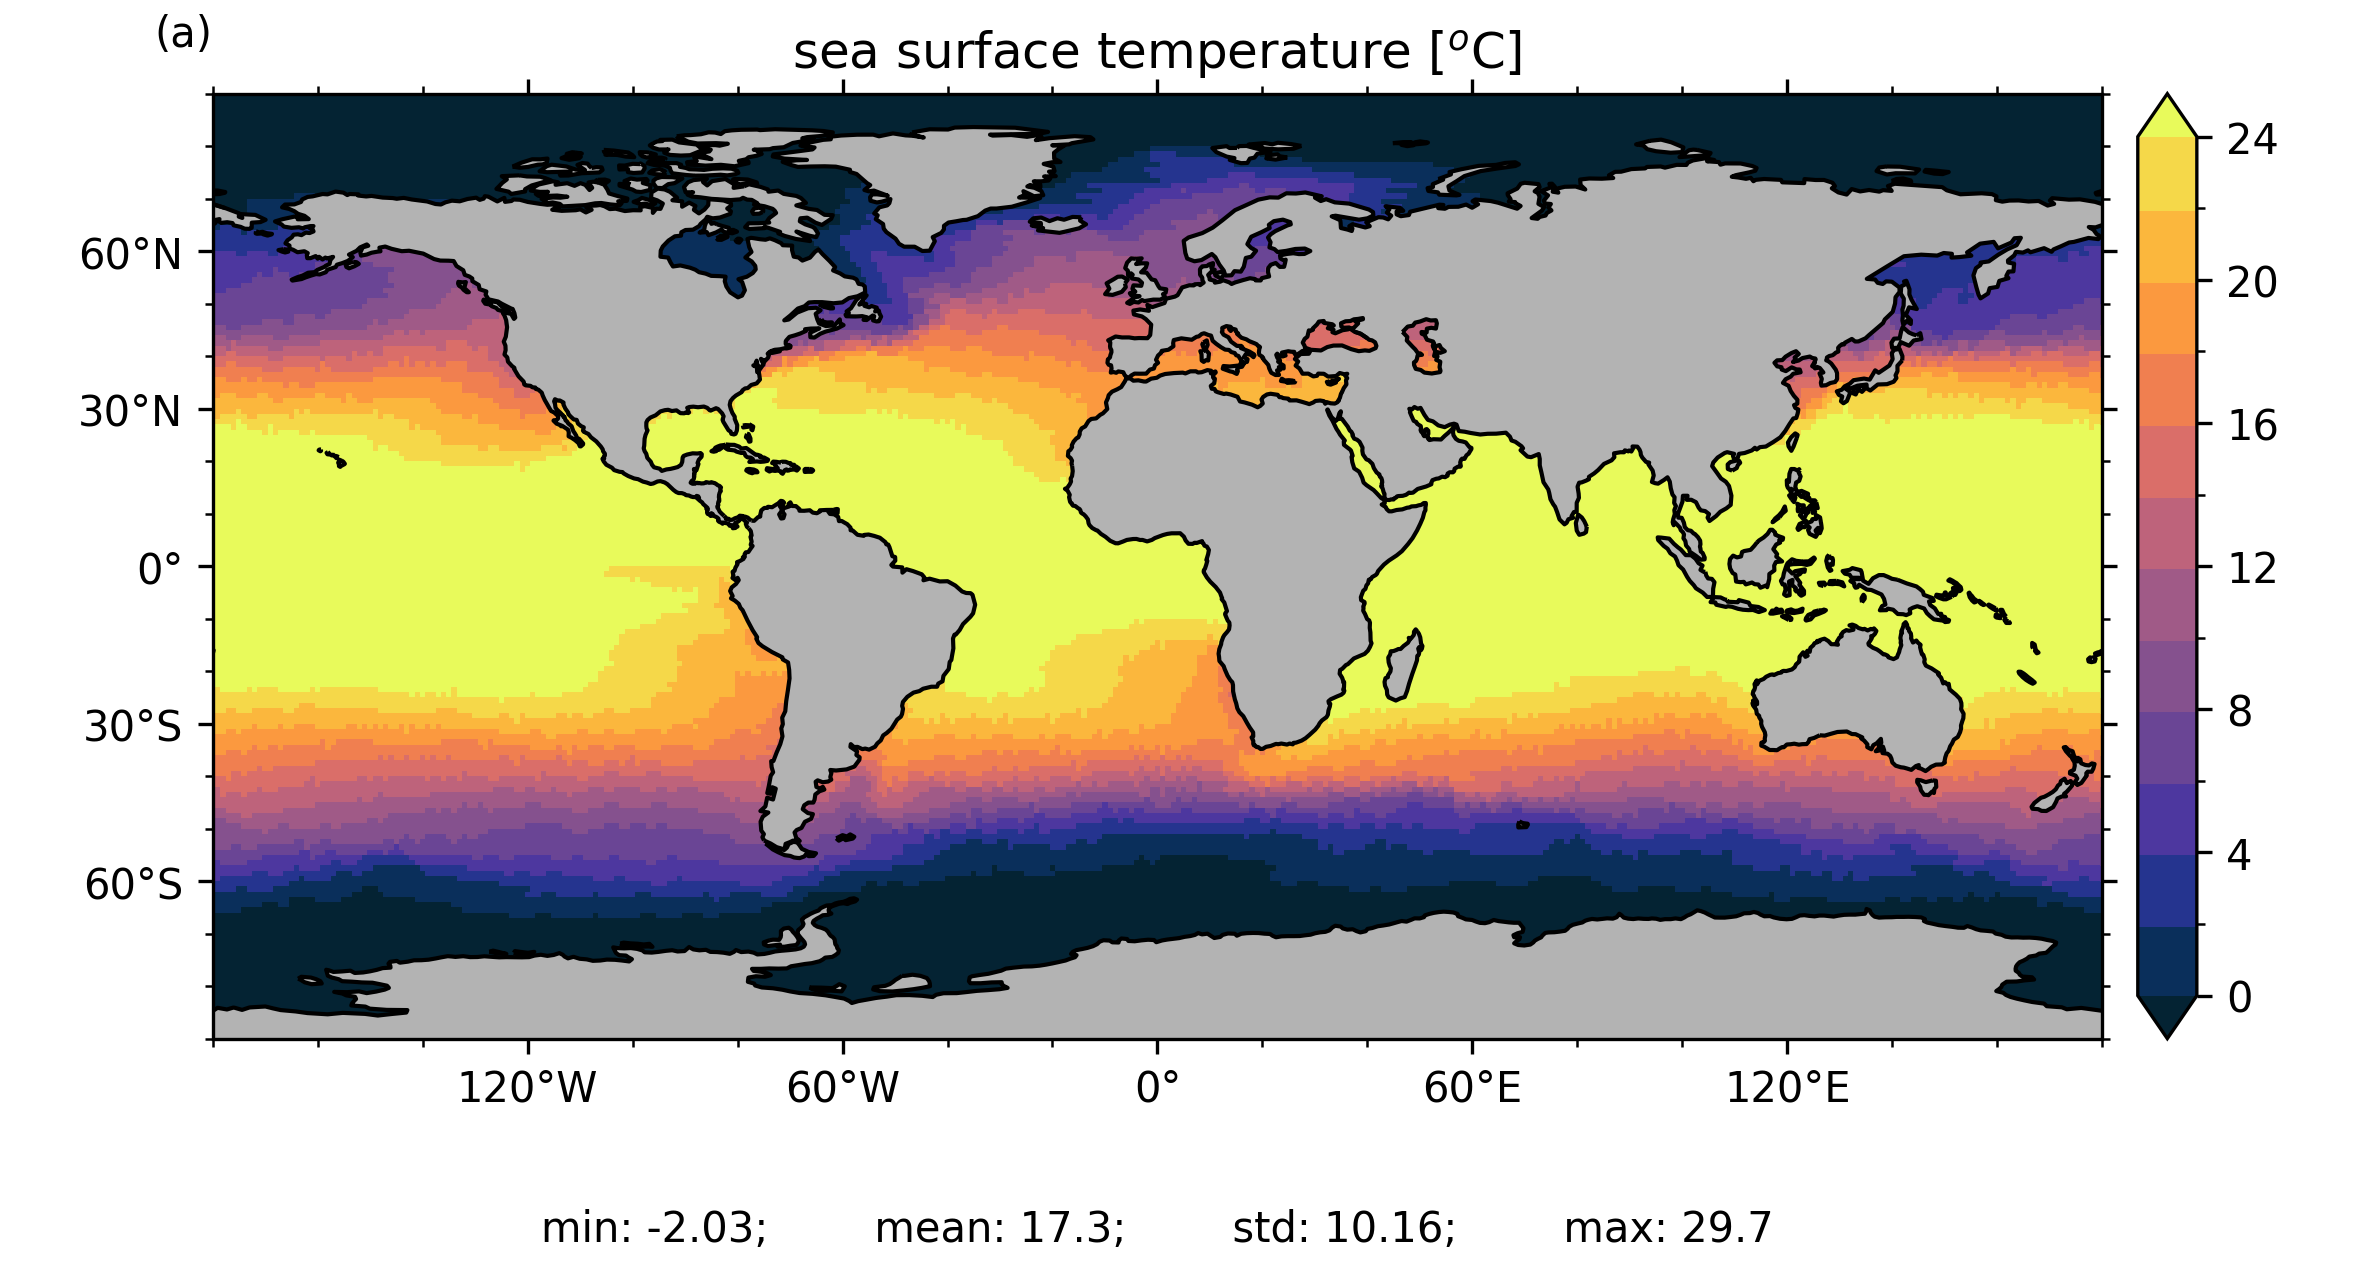 (a)
sea surface temperature [°C]
60°N
30°N
0°
30°S
60°S
120°W 60°W 0° 60°E 120°E
24
20
16
12
8
4
0
min: -2.03; mean: 17.3; std: 10.16; max: 29.7